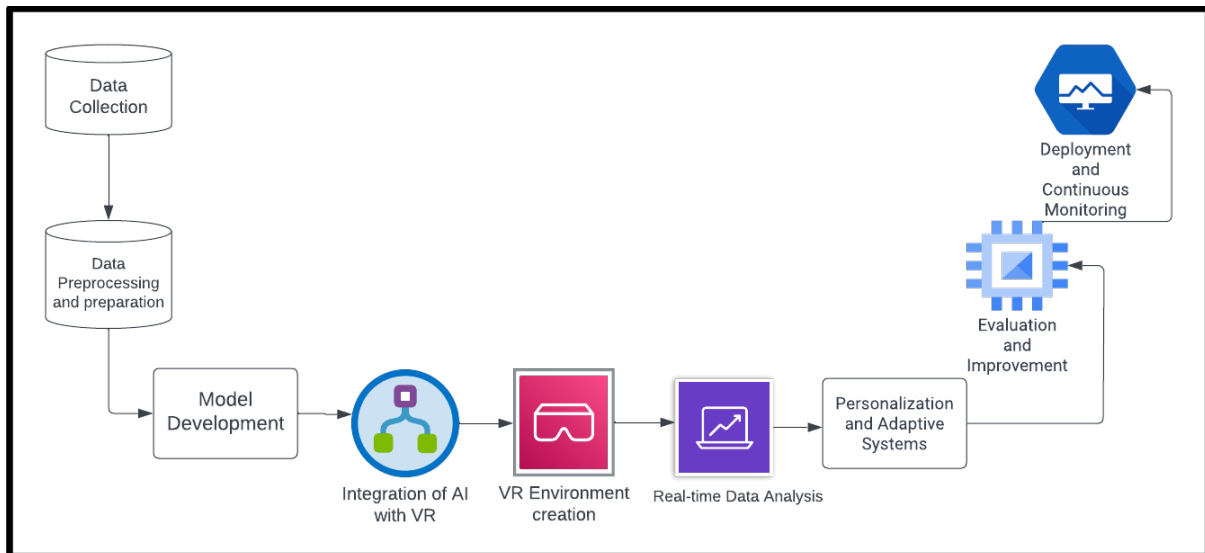 Data
Collection
Data
Preprocessing
and preparation
Model
Development
Integration of AI
with VR
VR Environment
creation
Real-time Data Analysis
Personalization
and Adaptive
Systems
Evaluation
and
Improvement
Deployment
and
Continuous
Monitoring